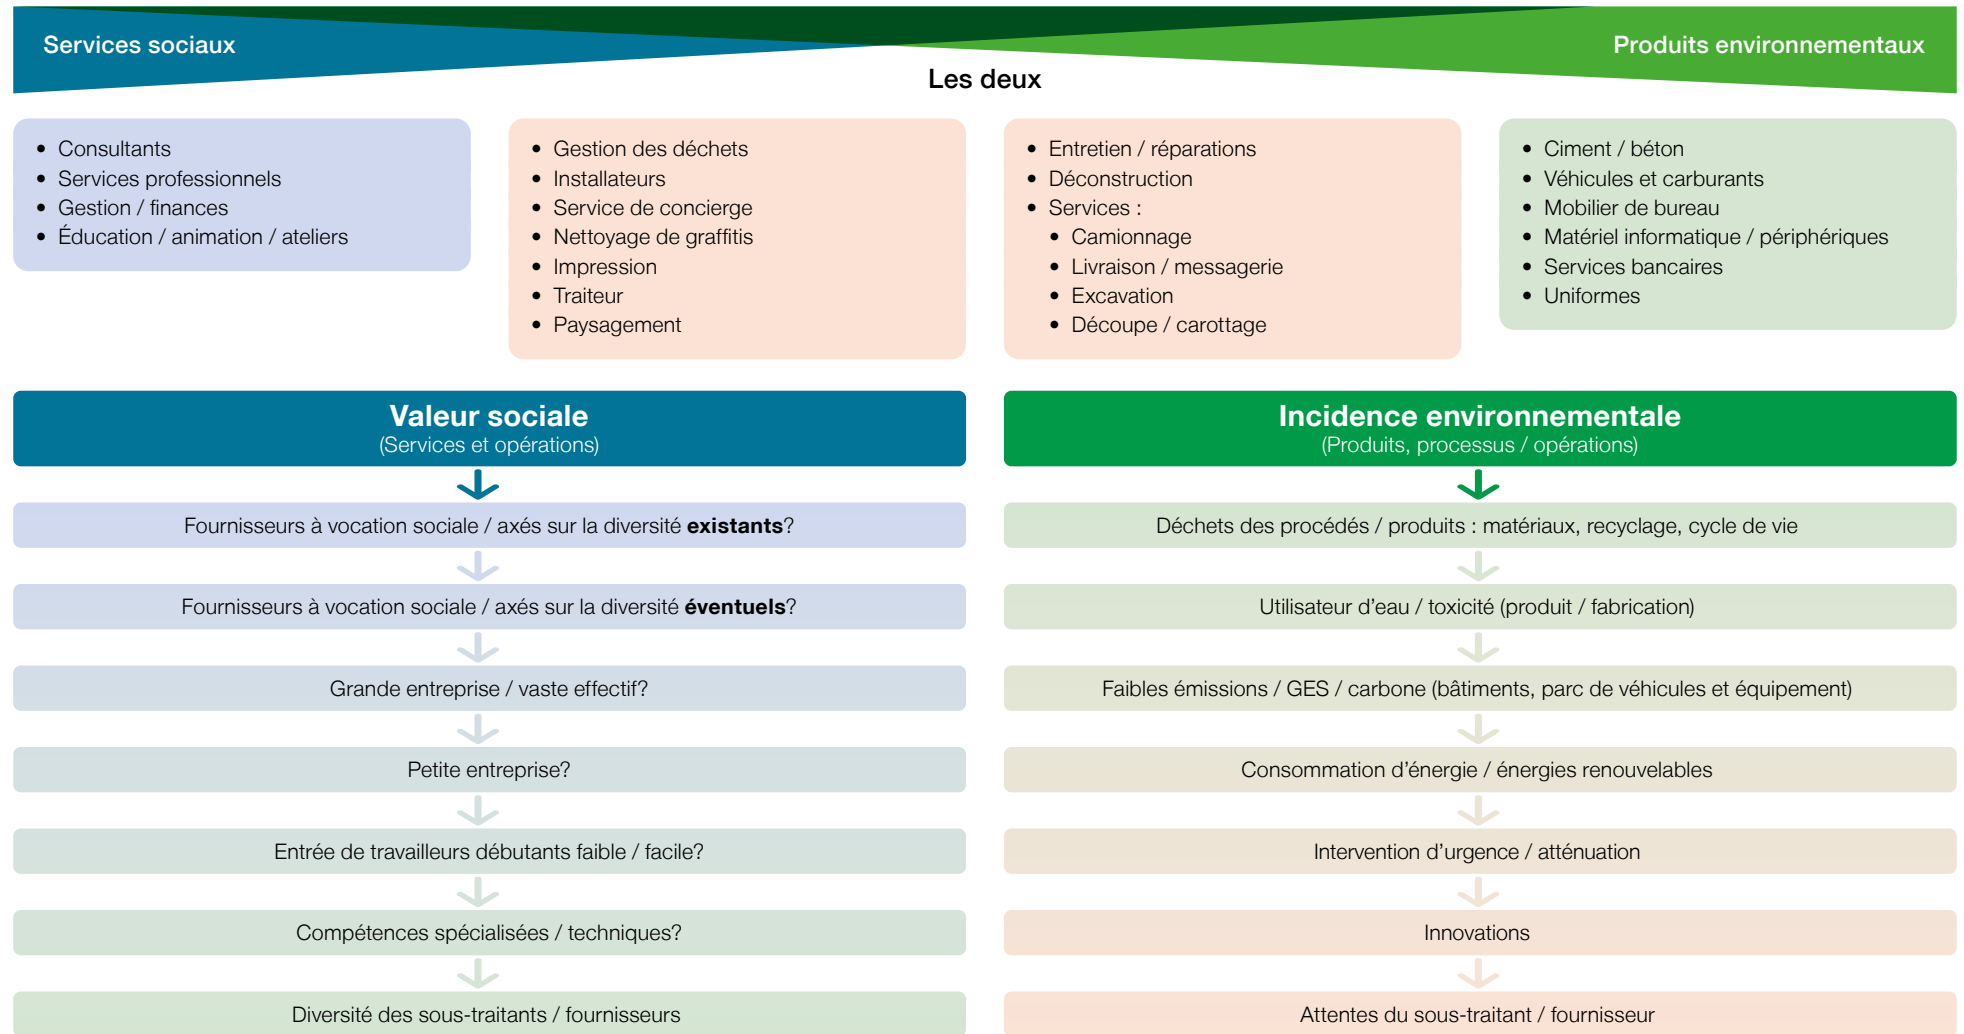 Services sociaux
Produits environnementaux
Les deux
• Consultants
• Services professionnels
• Gestion / finances
• Éducation / animation / ateliers
• Gestion des déchets
• Installateurs
• Service de concierge
• Nettoyage de graffitis
• Impression
• Traiteur
• Paysagement
• Entretien / réparations
• Déconstruction
• Services :
• Camionnage
• Livraison / messagerie
• Excavation
• Découpe / carottage
• Ciment / béton
• Véhicules et carburants
• Mobilier de bureau
• Matériel informatique / périphériques
• Services bancaires
• Uniformes
Valeur sociale
(Services et opérations)
Fournisseurs à vocation sociale / axés sur la diversité existants?
Fournisseurs à vocation sociale / axés sur la diversité éventuels?
Grande entreprise / vaste effectif?
Petite entreprise?
Entrée de travailleurs débutants faible / facile?
Compétences spécialisées / techniques?
Diversité des sous-traitants / fournisseurs
Incidence environnementale
(Produits, processus / opérations)
Déchets des procédés / produits : matériaux, recyclage, cycle de vie
Utilisateur d'eau / toxicité (produit / fabrication)
Faibles émissions / GES / carbone (bâtiments, parc de véhicules et équipement)
Consommation d'énergie / énergies renouvelables
Intervention d'urgence / atténuation
Innovations
Attentes du sous-traitant / fournisseur